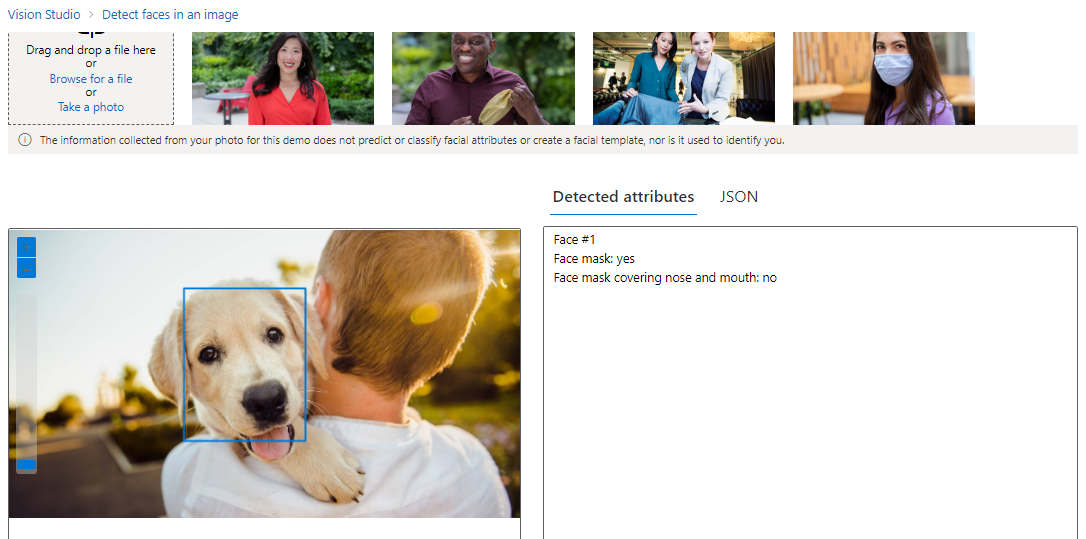 Vision Studio > Detect faces in an image
Drag and drop a file here
or
Browse for a file
or
Take a photo
The information collected from your photo for this demo does not predict or classify facial attributes or create a facial template, nor is it used to identify you.
Detected attributes JSON
Face #1
Face mask: yes
Face mask covering nose and mouth: no